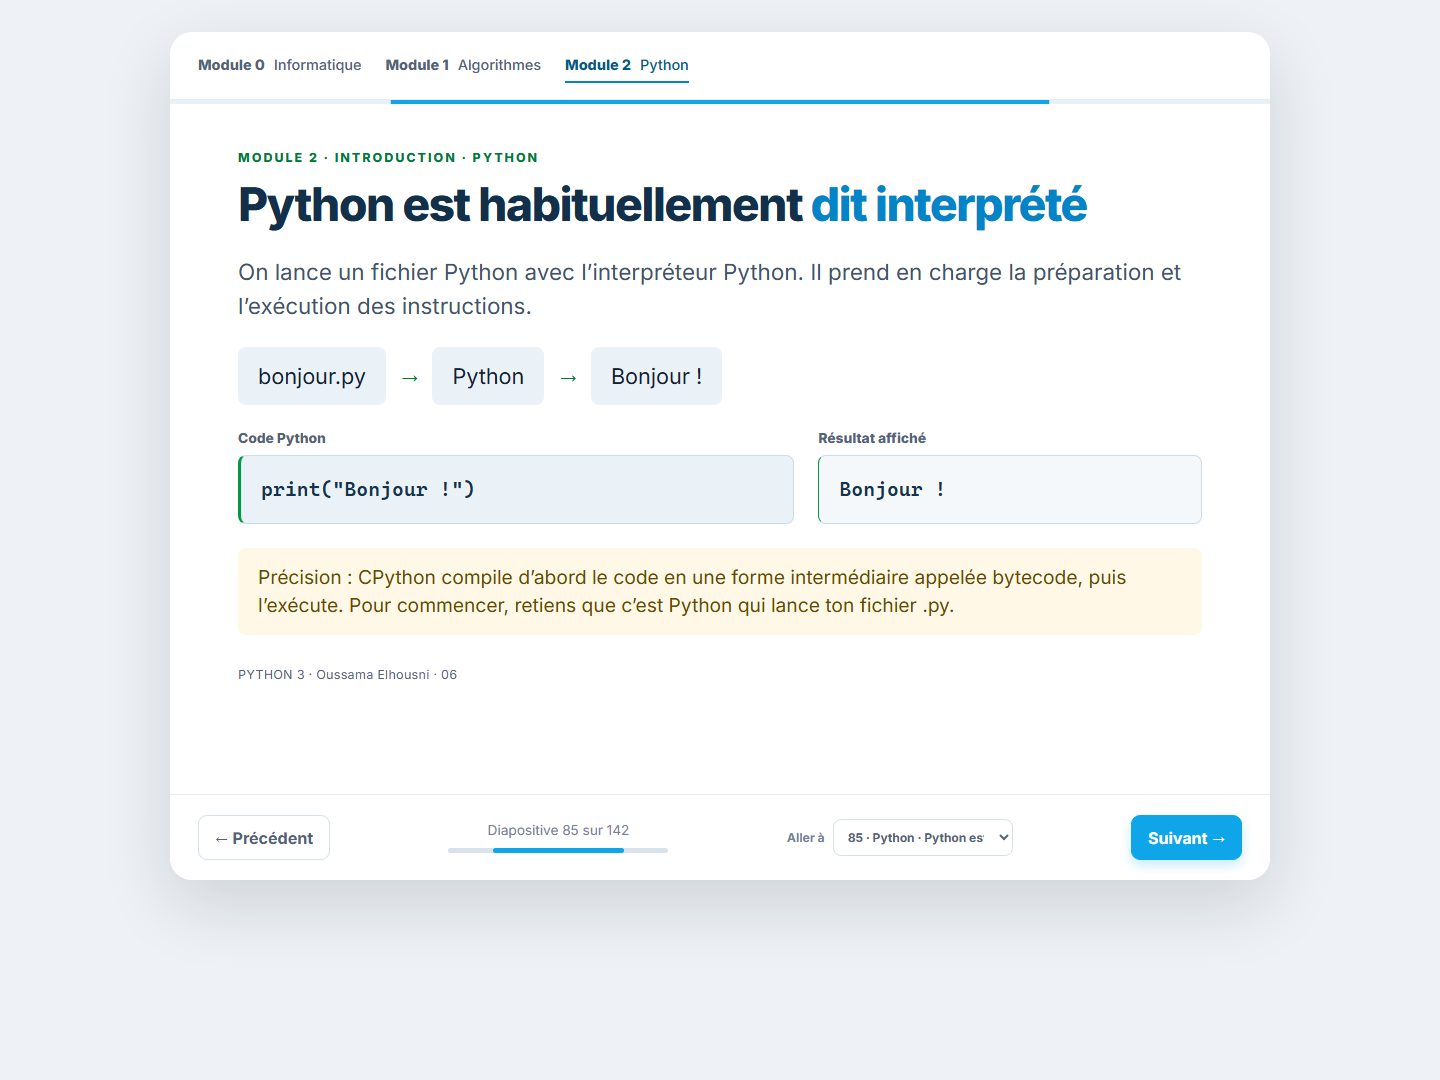 Module 0 Informatique Module 1 Algorithmes Module 2 Python
MODULE 2 · INTRODUCTION · PYTHON
Python est habituellement dit interprété
On lance un fichier Python avec l’interpréteur Python. Il prend en charge la préparation et
l’exécution des instructions.
bonjour.py → Python → Bonjour !
Code Python
print("Bonjour !")
Résultat affiché
Bonjour !
Précision : CPython compile d’abord le code en une forme intermédiaire appelée bytecode, puis
l’exécute. Pour commencer, retiens que c’est Python qui lance ton fichier .py.
PYTHON 3 · Oussama Elhousni · 06
← Précédent
Diapositive 85 sur 142
Aller à
85 · Python · Python es
Suivant →